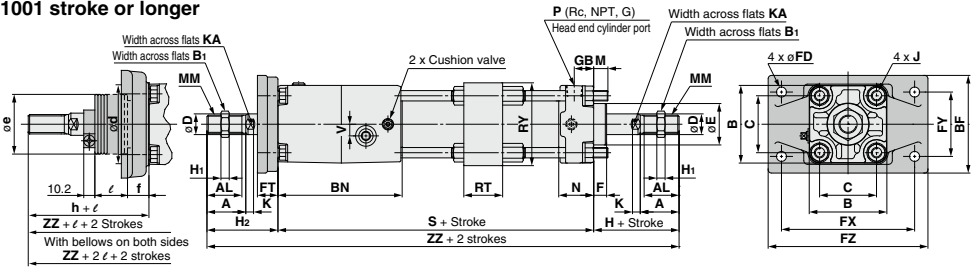 1001 stroke or longer
P (Rc, NPT, G)
Head end cylinder port
Width across flats KA
Width across flats B1
Width across flats KA
Width across flats B1
2 x Cushion valve
GB M
MM
MM
4 x øFD
4 x J
øe
ød
øD
V
RY
øD
øE
B
C
FY
BF
H1
AL
FT
BN
RT
N
F
AL
H1
10.2
ℓ
f
A
K
K
A
C
B
h + ℓ
H2
S + Stroke
H + Stroke
FX
ZZ + ℓ + 2 Strokes
ZZ + 2 strokes
FZ
With bellows on both sides
ZZ + 2 ℓ + 2 strokes